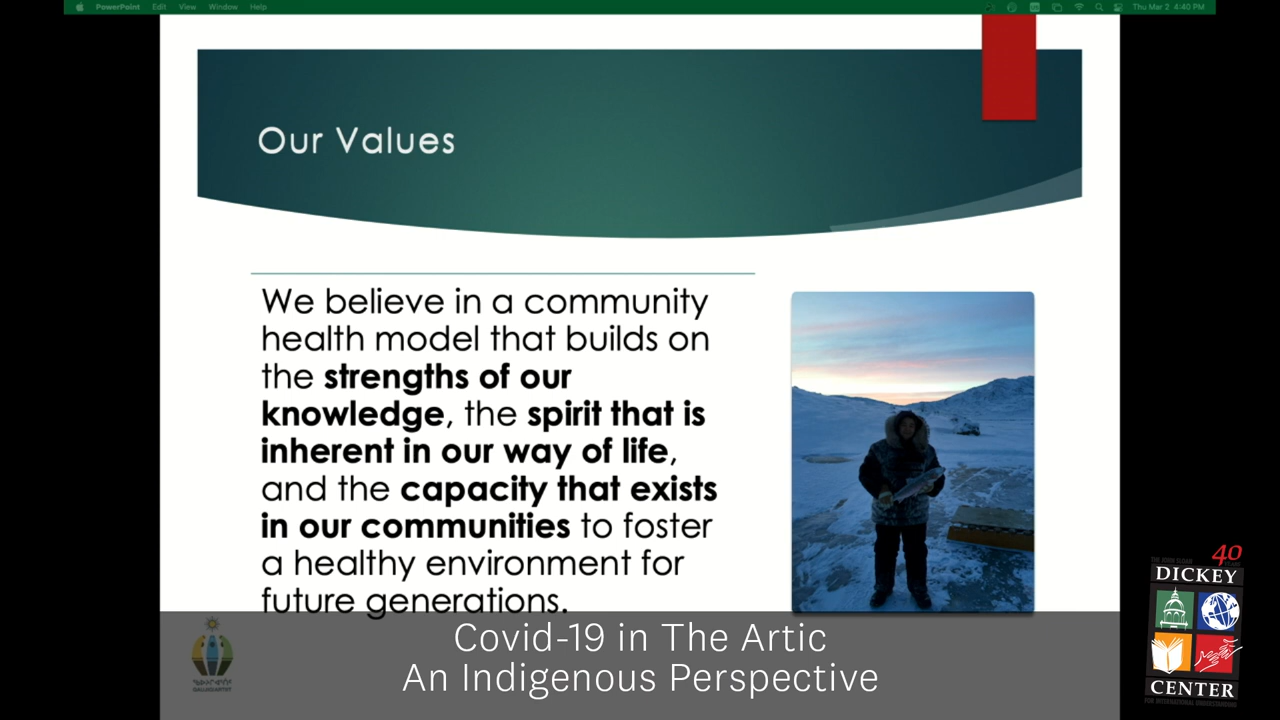 PowerPoint Edit View Window Help Thu Mar 2 4:40 PM
Our Values
We believe in a community
health model that builds on
the strengths of our
knowledge, the spirit that is
inherent in our way of life,
and the capacity that exists
in our communities to foster
a healthy environment for
future generations.
Covid-19 in The Artic
An Indigenous Perspective
40
DICKEY
CENTER
FOR INTERNATIONAL UNDERSTANDING